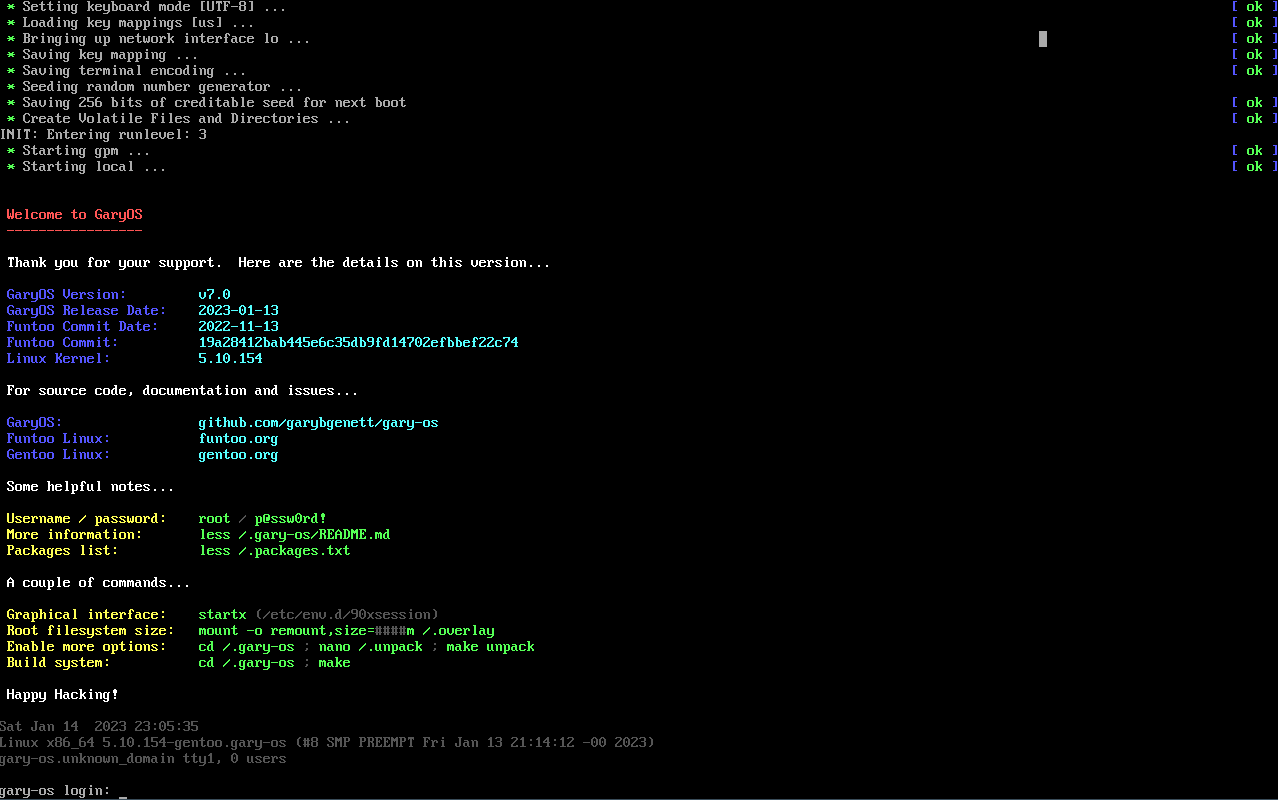 * Setting keyboard mode [UTF-8] ... [ ok ]
* Loading key mappings [us] ... [ ok ]
* Bringing up network interface lo ... [ ok ]
* Saving key mapping ... [ ok ]
* Saving terminal encoding ... [ ok ]
* Seeding random number generator ...
* Saving 256 bits of creditable seed for next boot [ ok ]
* Create Volatile Files and Directories ... [ ok ]
INIT: Entering runlevel: 3
* Starting gpm ... [ ok ]
* Starting local ... [ ok ]
Welcome to GaryOS
-----------------
Thank you for your support.  Here are the details on this version...
GaryOS Version: v7.0
GaryOS Release Date: 2023-01-13
Funtoo Commit Date: 2022-11-13
Funtoo Commit: 19a28412bab445e6c35db9fd14702efbbef22c74
Linux Kernel: 5.10.154
For source code, documentation and issues...
GaryOS: github.com/garybgenett/gary-os
Funtoo Linux: funtoo.org
Gentoo Linux: gentoo.org
Some helpful notes...
Username / password: root / p@ssw0rd!
More information: less /.gary-os/README.md
Packages list: less /.packages.txt
A couple of commands...
Graphical interface: startx (/etc/env.d/90xsession)
Root filesystem size: mount -o remount,size=####m /.overlay
Enable more options: cd /.gary-os ; nano /.unpack ; make unpack
Build system: cd /.gary-os ; make
Happy Hacking!
Sat Jan 14  2023 23:05:35
Linux x86_64 5.10.154-gentoo.gary-os (#8 SMP PREEMPT Fri Jan 13 21:14:12 -00 2023)
gary-os.unknown_domain tty1, 0 users
gary-os login: _